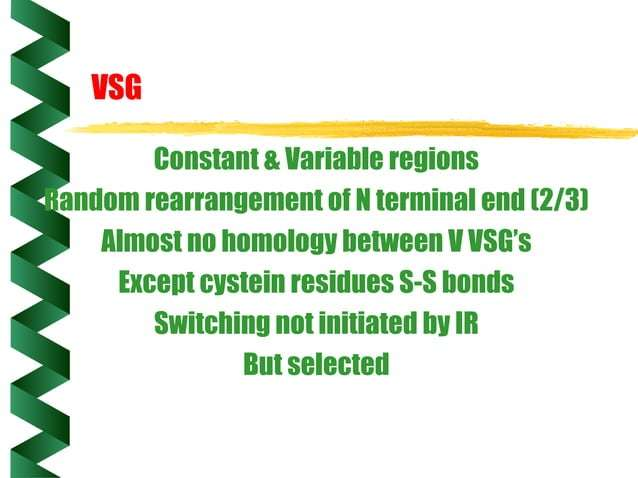 VSG
Constant & Variable regions
Random rearrangement of N terminal end (2/3)
Almost no homology between V VSG’s
Except cystein residues S-S bonds
Switching not initiated by IR
But selected